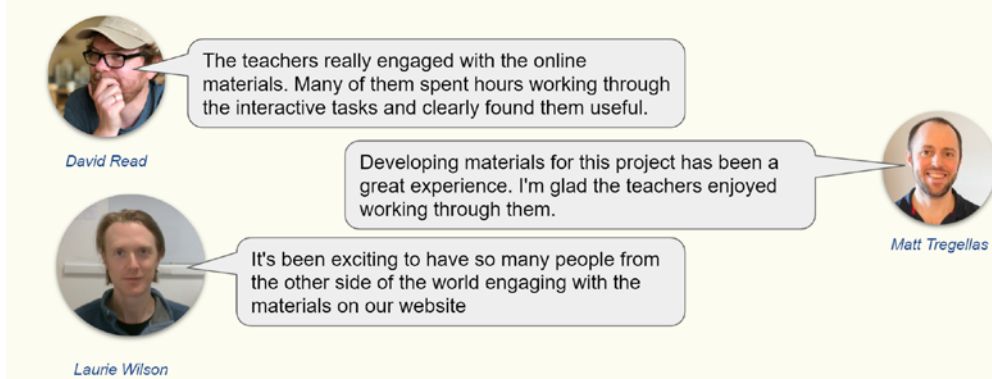 The teachers really engaged with the online
materials. Many of them spent hours working through
the interactive tasks and clearly found them useful.
David Read
Developing materials for this project has been a
great experience. I'm glad the teachers enjoyed
working through them.
Matt Tregellas
It's been exciting to have so many people from
the other side of the world engaging with the
materials on our website
Laurie Wilson